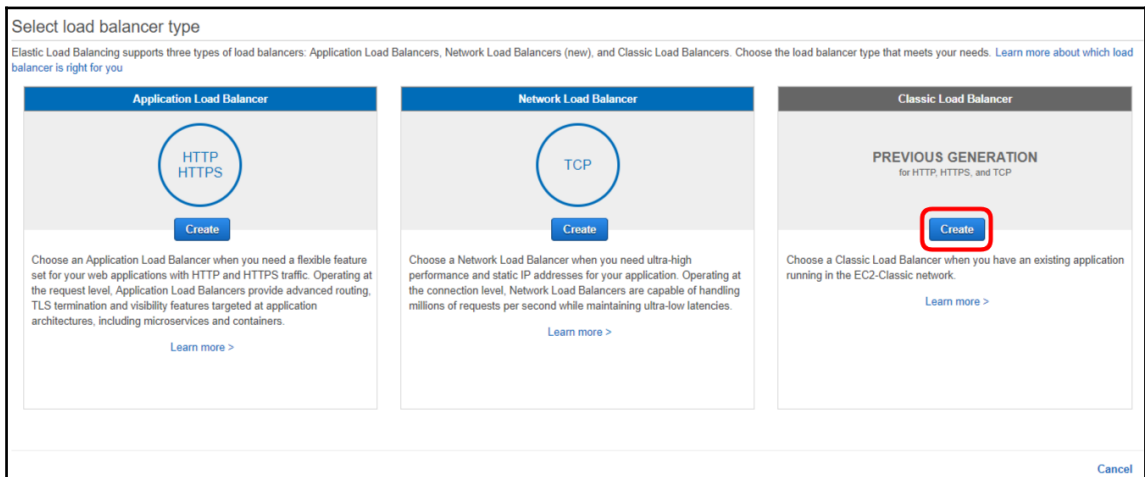 Select load balancer type
Elastic Load Balancing supports three types of load balancers: Application Load Balancers, Network Load Balancers (new), and Classic Load Balancers. Choose the load balancer type that meets your needs. Learn more about which load
balancer is right for you
Application Load Balancer
HTTP
HTTPS
Create
Choose an Application Load Balancer when you need a flexible feature
set for your web applications with HTTP and HTTPS traffic. Operating at
the request level, Application Load Balancers provide advanced routing,
TLS termination and visibility features targeted at application
architectures, including microservices and containers.
Learn more >
Network Load Balancer
TCP
Create
Choose a Network Load Balancer when you need ultra-high
performance and static IP addresses for your application. Operating at
the connection level, Network Load Balancers are capable of handling
millions of requests per second while maintaining ultra-low latencies.
Learn more >
Classic Load Balancer
PREVIOUS GENERATION
for HTTP, HTTPS, and TCP
Create
Choose a Classic Load Balancer when you have an existing application
running in the EC2-Classic network.
Learn more >
Cancel